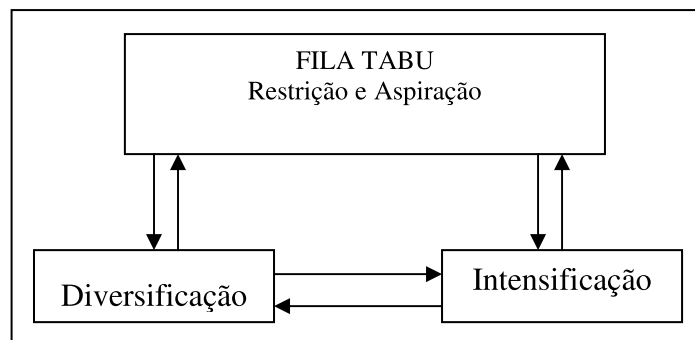 FILA TABU
Restrição e Aspiração
Diversificação
Intensificação